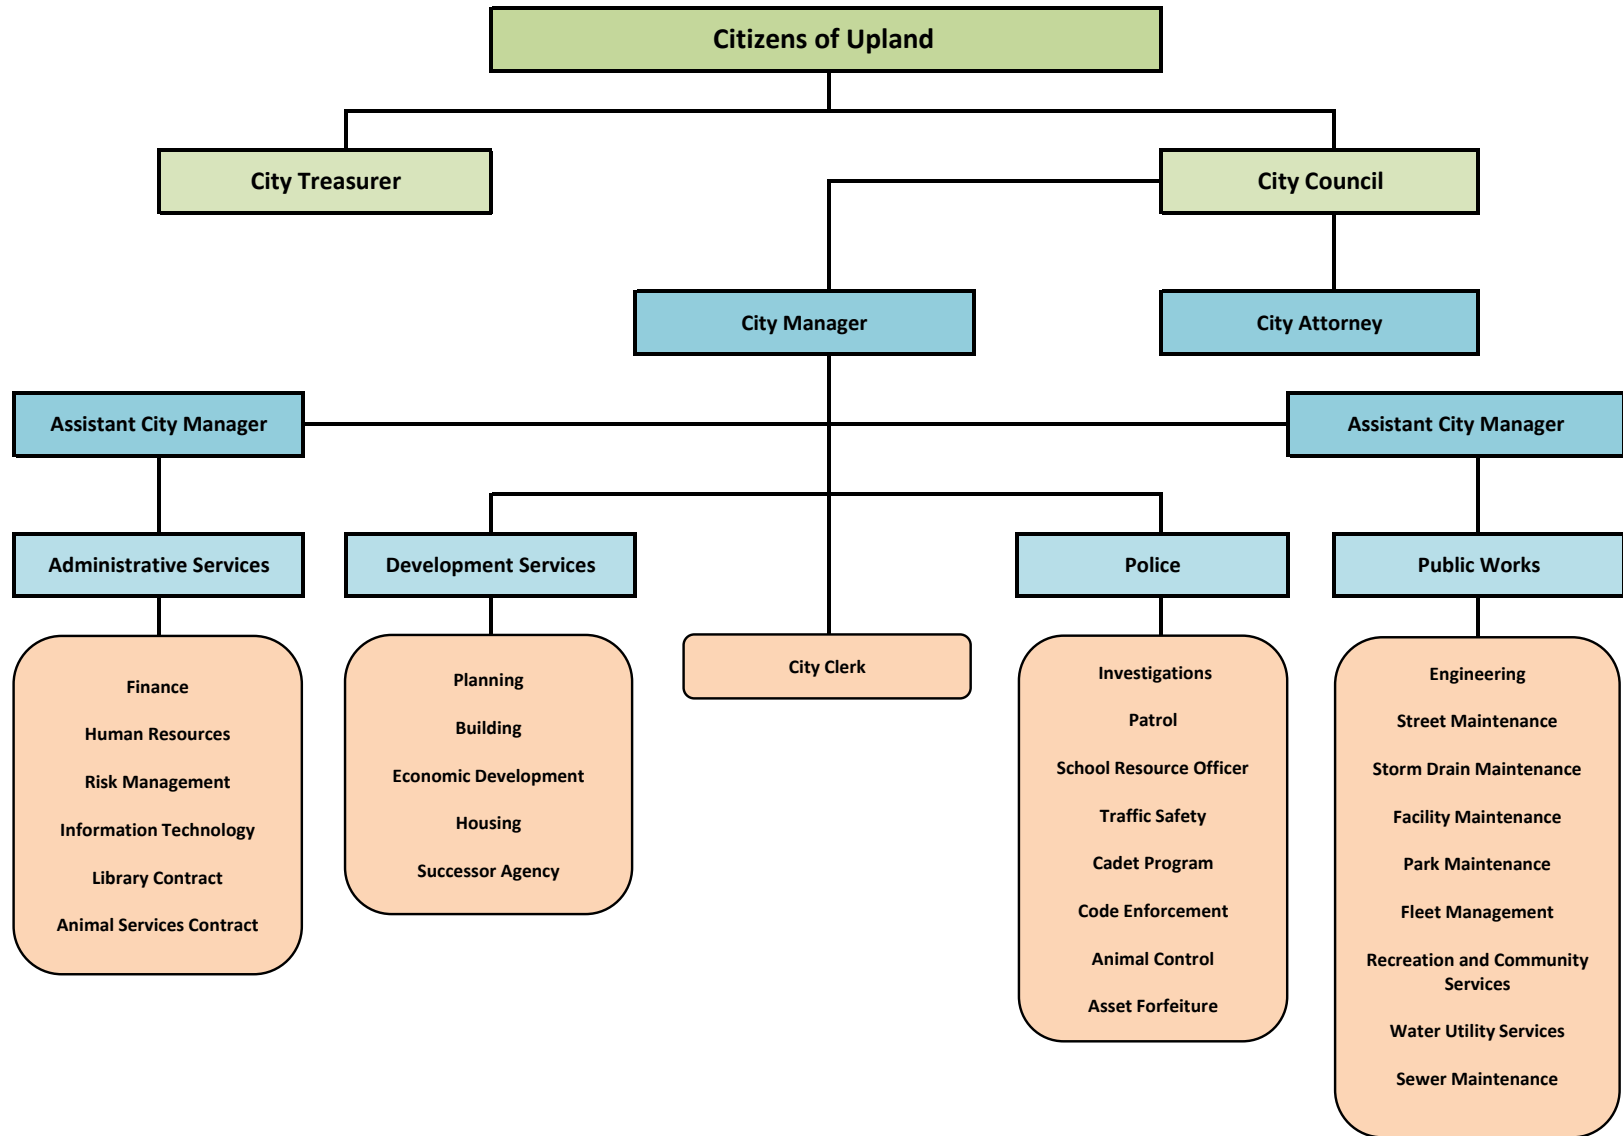 Citizens of Upland
City Treasurer
City Council
City Manager
City Attorney
Assistant City Manager
Assistant City Manager
Administrative Services
Development Services
Police
Public Works
Finance
Human Resources
Risk Management
Information Technology
Library Contract
Animal Services Contract
Planning
Building
Economic Development
Housing
Successor Agency
City Clerk
Investigations
Patrol
School Resource Officer
Traffic Safety
Cadet Program
Code Enforcement
Animal Control
Asset Forfeiture
Engineering
Street Maintenance
Storm Drain Maintenance
Facility Maintenance
Park Maintenance
Fleet Management
Recreation and Community
Services
Water Utility Services
Sewer Maintenance